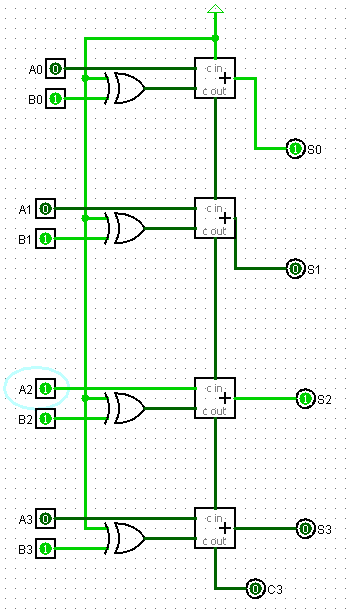 A0 0
c in
+
c out
B0 1
1 S0
A1 0
c in
+
c out
B1 1
0 S1
A2 1
c in
+
c out
1 S2
B2 1
A3 0
c in
+
c out
0 S3
B3 1
0 C3